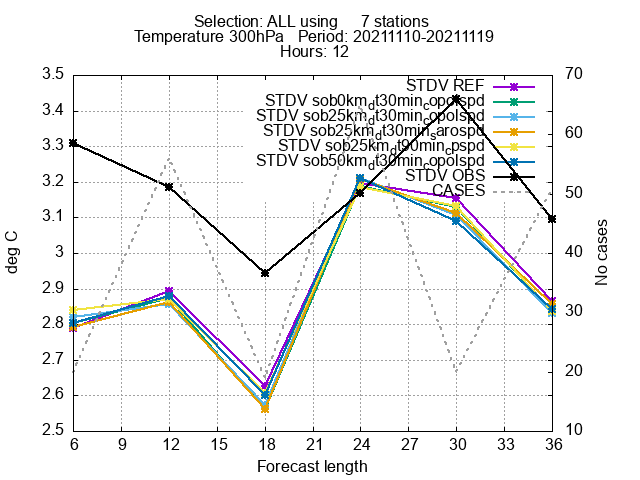 Selection: ALL using 7 stations
Temperature 300hPa Period: 20211110-20211119
Hours: 12
3.5
3.4
3.3
3.2
3.1
3
2.9
2.8
2.7
2.6
2.5
deg C
70
60
50
40
30
20
10
No cases
STDV REF
STDV sob0km_dt30min_copolspd
STDV sob25km_dt30min_copolspd
STDV sob25km_dt30min_sarospd
STDV sob25km_dt90min_cpspd
STDV sob50km_dt30min_copolspd
STDV OBS
CASES
6 9 12 15 18 21 24 27 30 33 36
Forecast length